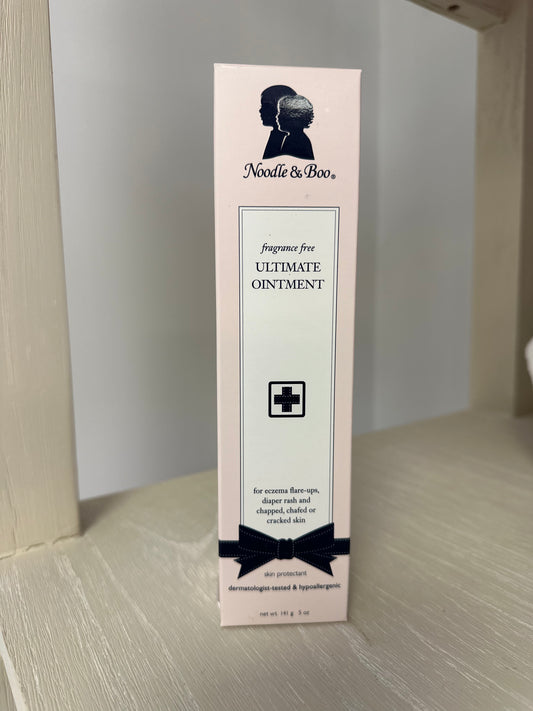 Noodle & Boo®
fragrance free
ULTIMATE
OINTMENT
for eczema flare-ups,
diaper rash and
chapped, chafed or
cracked skin
skin protectant
dermatologist-tested & hypoallergenic
net wt. 141 g 5 oz